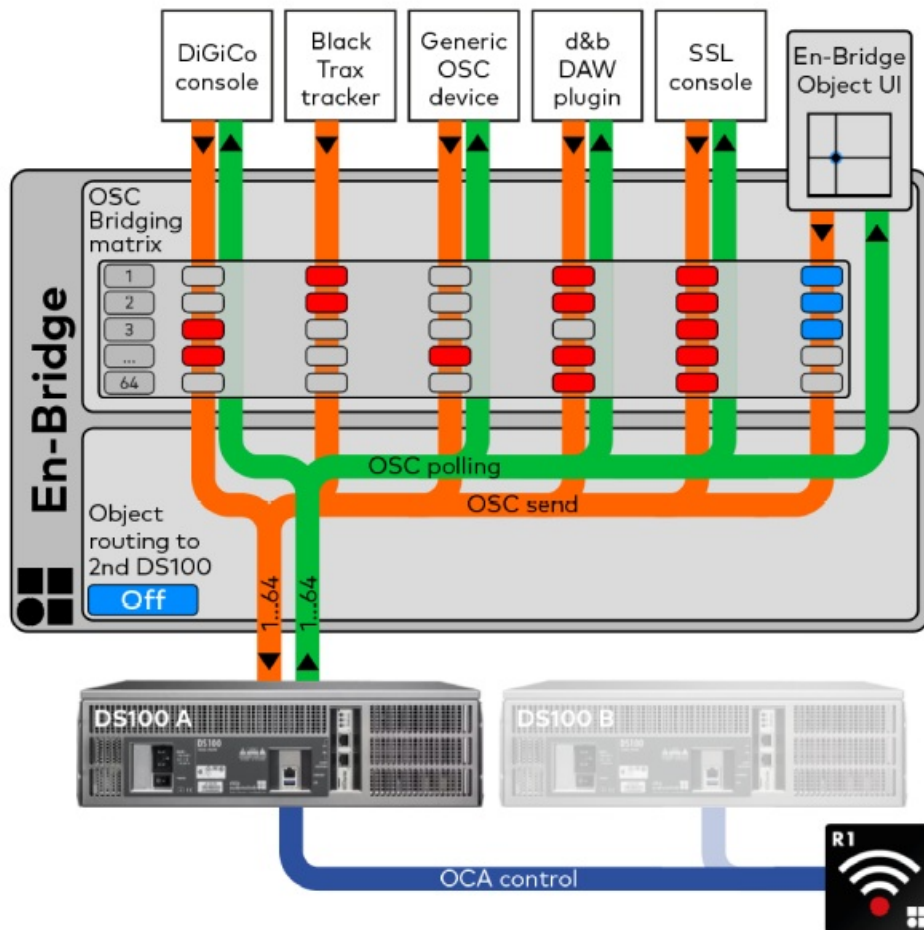 DiGiCo
console
Black
Trax
tracker
Generic
OSC
device
d&b
DAW
plugin
SSL
console
En-Bridge
Object UI
En-Bridge
OSC
Bridging
matrix
1
2
3
...
64
OSC polling
OSC send
Object
routing to
2nd DS100
Off
1...64
1...64
DS100 A
DS100
DS100 B
DS100
R1
OCA control